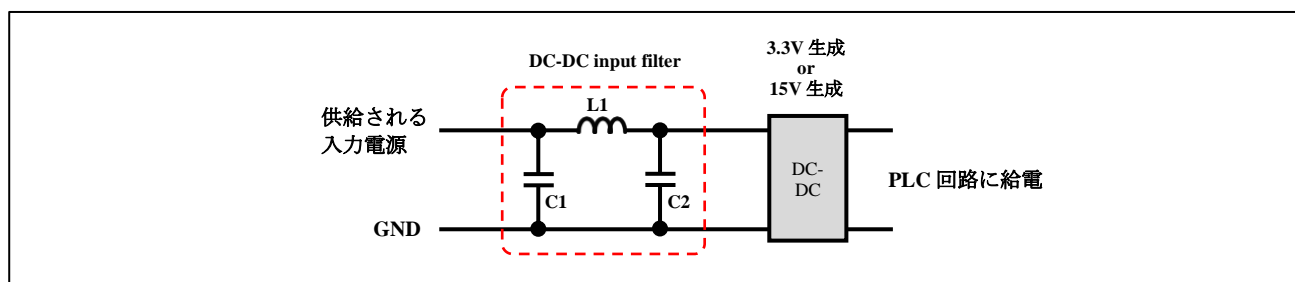 3.3V 生成
or
15V 生成
DC-DC input filter
L1
供給される
入力電源
DC-
DC
PLC 回路に給電
C1
C2
GND